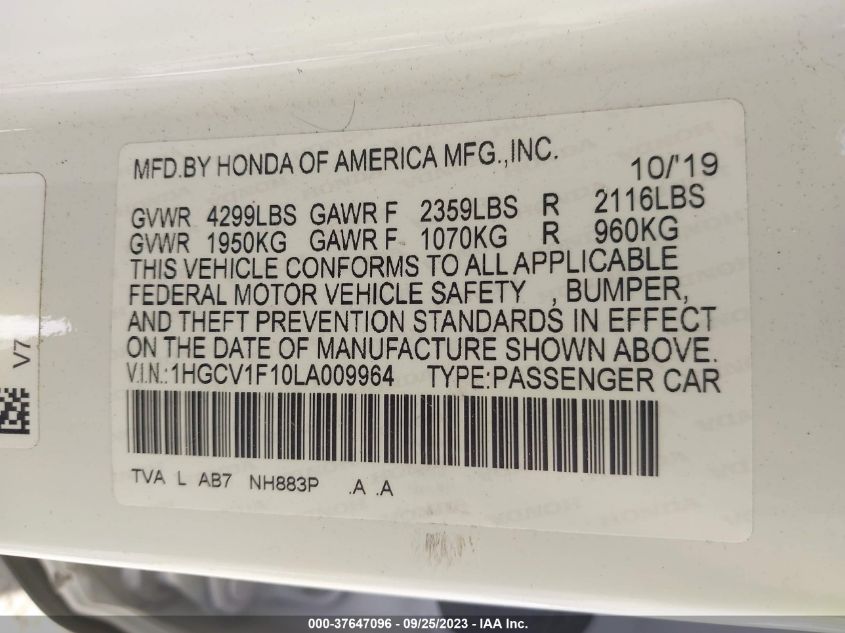 MFD.BY HONDA OF AMERICA MFG.,INC. 10/'19
GVWR 4299LBS GAWR F 2359LBS R 2116LBS
GVWR 1950KG GAWR F 1070KG R 960KG
THIS VEHICLE CONFORMS TO ALL APPLICABLE
FEDERAL MOTOR VEHICLE SAFETY , BUMPER,
AND THEFT PREVENTION STANDARDS IN EFFECT
ON THE DATE OF MANUFACTURE SHOWN ABOVE.
V.I.N.:1HGCV1F10LA009964 TYPE:PASSENGER CAR
TVA L AB7 NH883P .A .A
V7
000-37647096 - 09/25/2023 - IAA Inc.